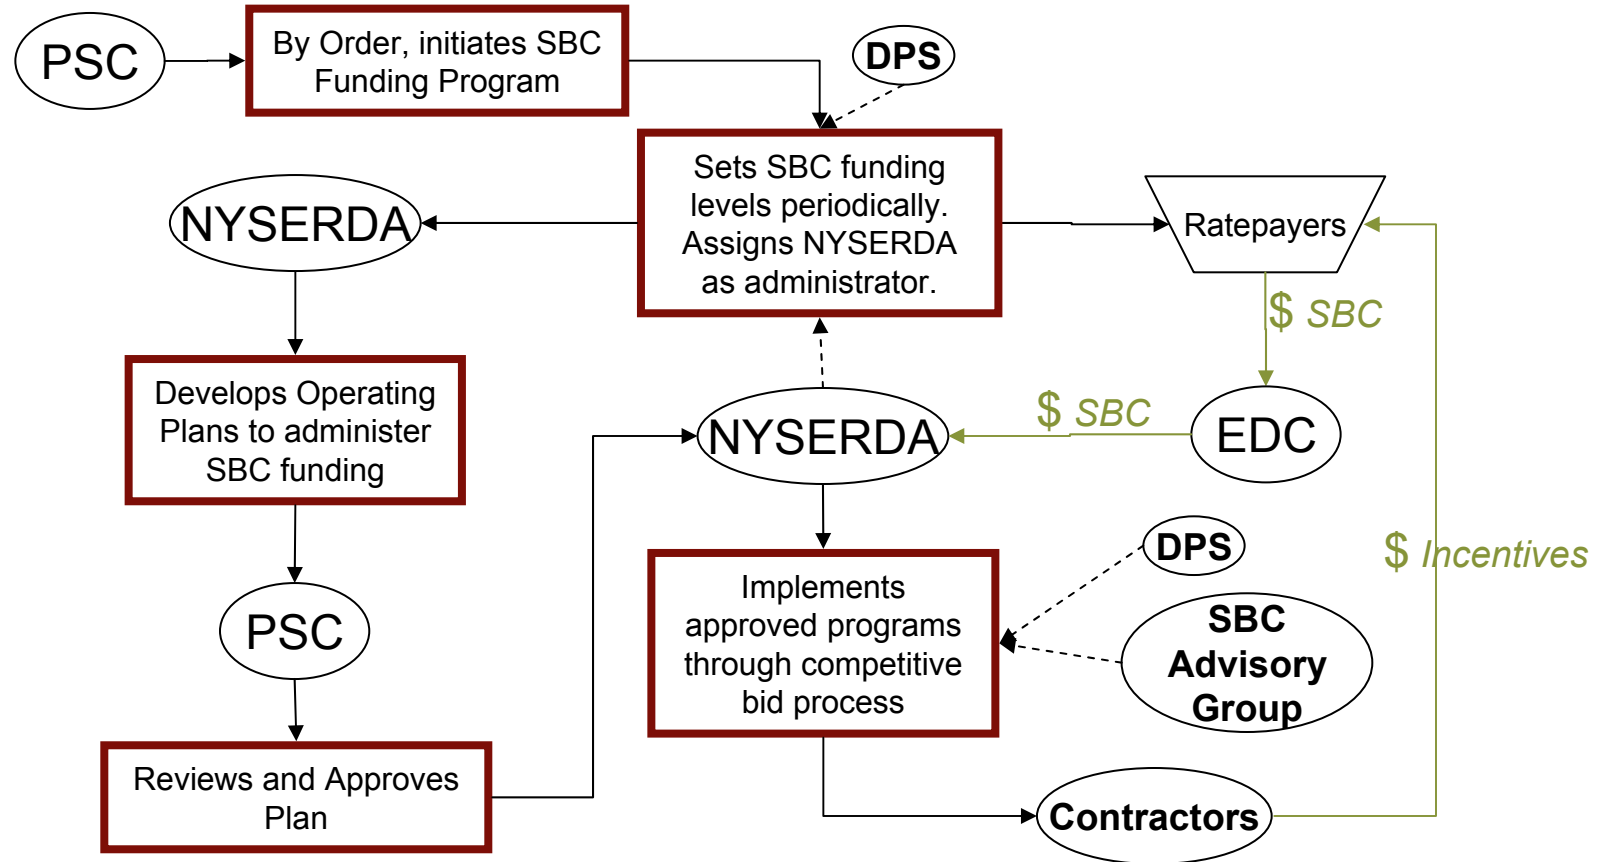 PSC
By Order, initiates SBC
Funding Program
DPS
Sets SBC funding
levels periodically.
Assigns NYSERDA
as administrator.
NYSERDA
Ratepayers
$ SBC
Develops Operating
Plans to administer
SBC funding
NYSERDA
$ SBC
EDC
PSC
Implements
approved programs
through competitive
bid process
DPS
$ Incentives
SBC
Advisory
Group
Reviews and Approves
Plan
Contractors